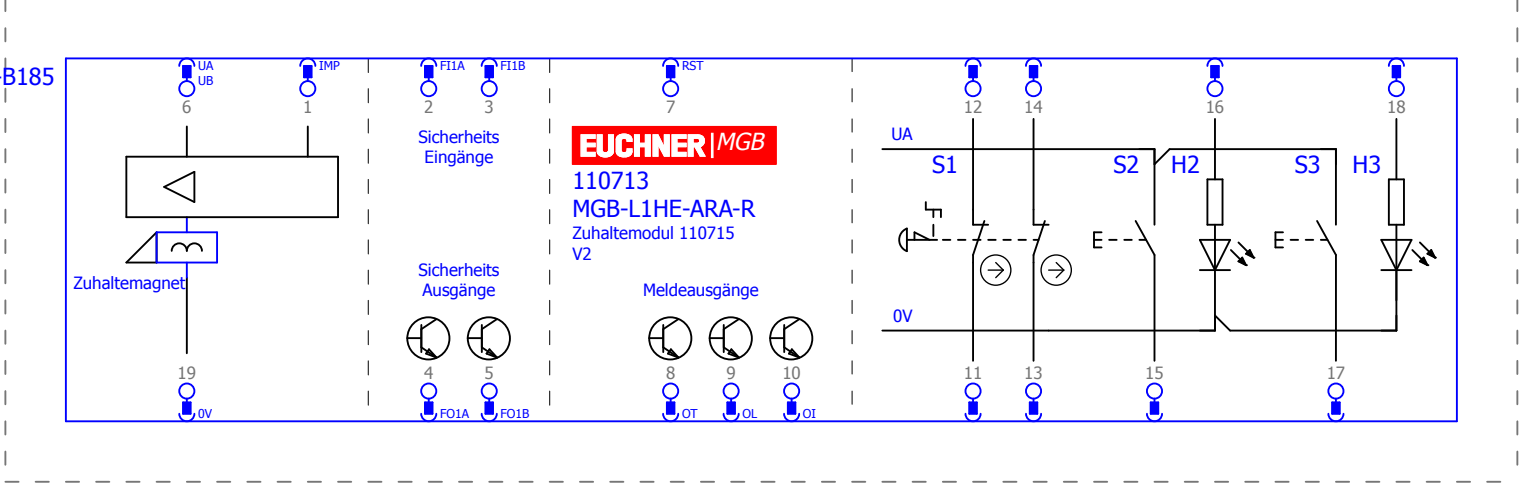 -B185
UA
UB
IMP
FI1A
FI1B
RST
6
1
2
3
7
12
14
16
18
Sicherheits
Eingänge
EUCHNER|MGB
110713
MGB-L1HE-ARA-R
Zuhaltemodul 110715
V2
UA
S1
S2
H2
S3
H3
Zuhaltemagnet
Sicherheits
Ausgänge
Meldeausgänge
0V
19
4
5
8
9
10
11
13
15
17
0V
FO1A
FO1B
OT
OL
OI